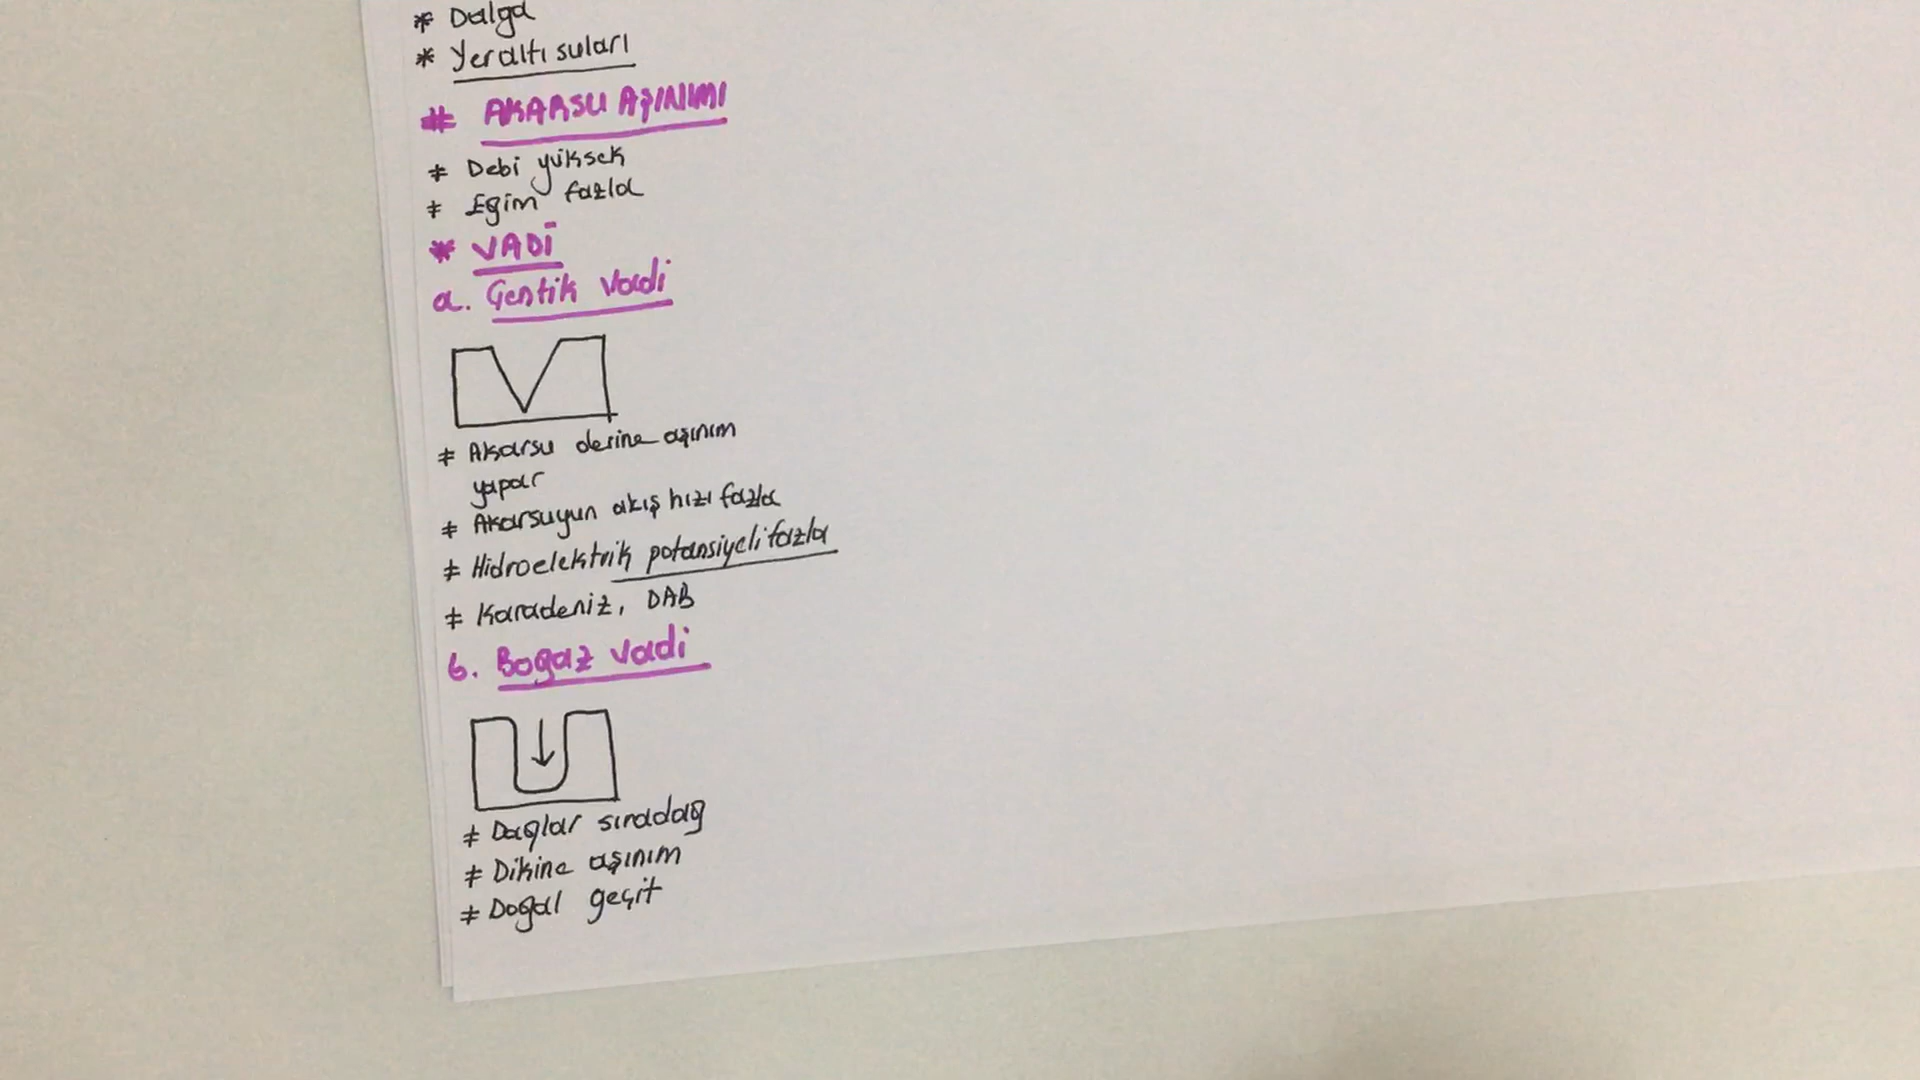 * Dalga
* Yeraltı suları
# AKARSU AŞINIMI
* Debi yüksek
* Eğim fazla
* VADİ
a. Çentik Vadi
* Akarsu derine aşınım
yapar
* Akarsuyun akış hızı fazla
* Hidroelektrik potansiyeli fazla
* Karadeniz, DAB
b. Boğaz Vadi
* Dağlar sıradağ
* Dikine aşınım
* Doğal geçit